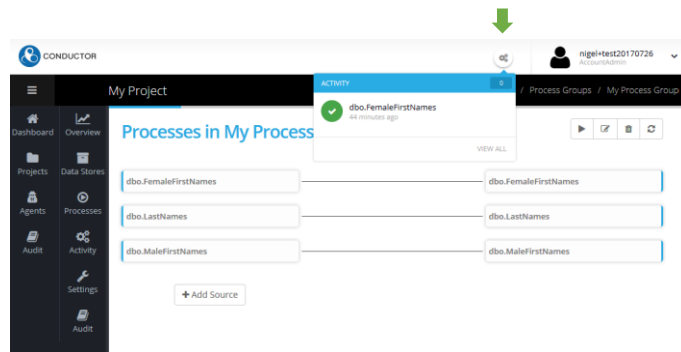 CONDUCTOR
nigel+test20170726
AccountAdmin
My Project
ACTIVITY 0
/ Process Groups / My Process Group
dbo.FemaleFirstNames
44 minutes ago
VIEW ALL
Dashboard
Overview
Processes in My Process
Projects
Data Stores
dbo.FemaleFirstNames dbo.FemaleFirstNames
Agents
Processes
dbo.LastNames dbo.LastNames
Audit
Activity
dbo.MaleFirstNames dbo.MaleFirstNames
Settings
+ Add Source
Audit